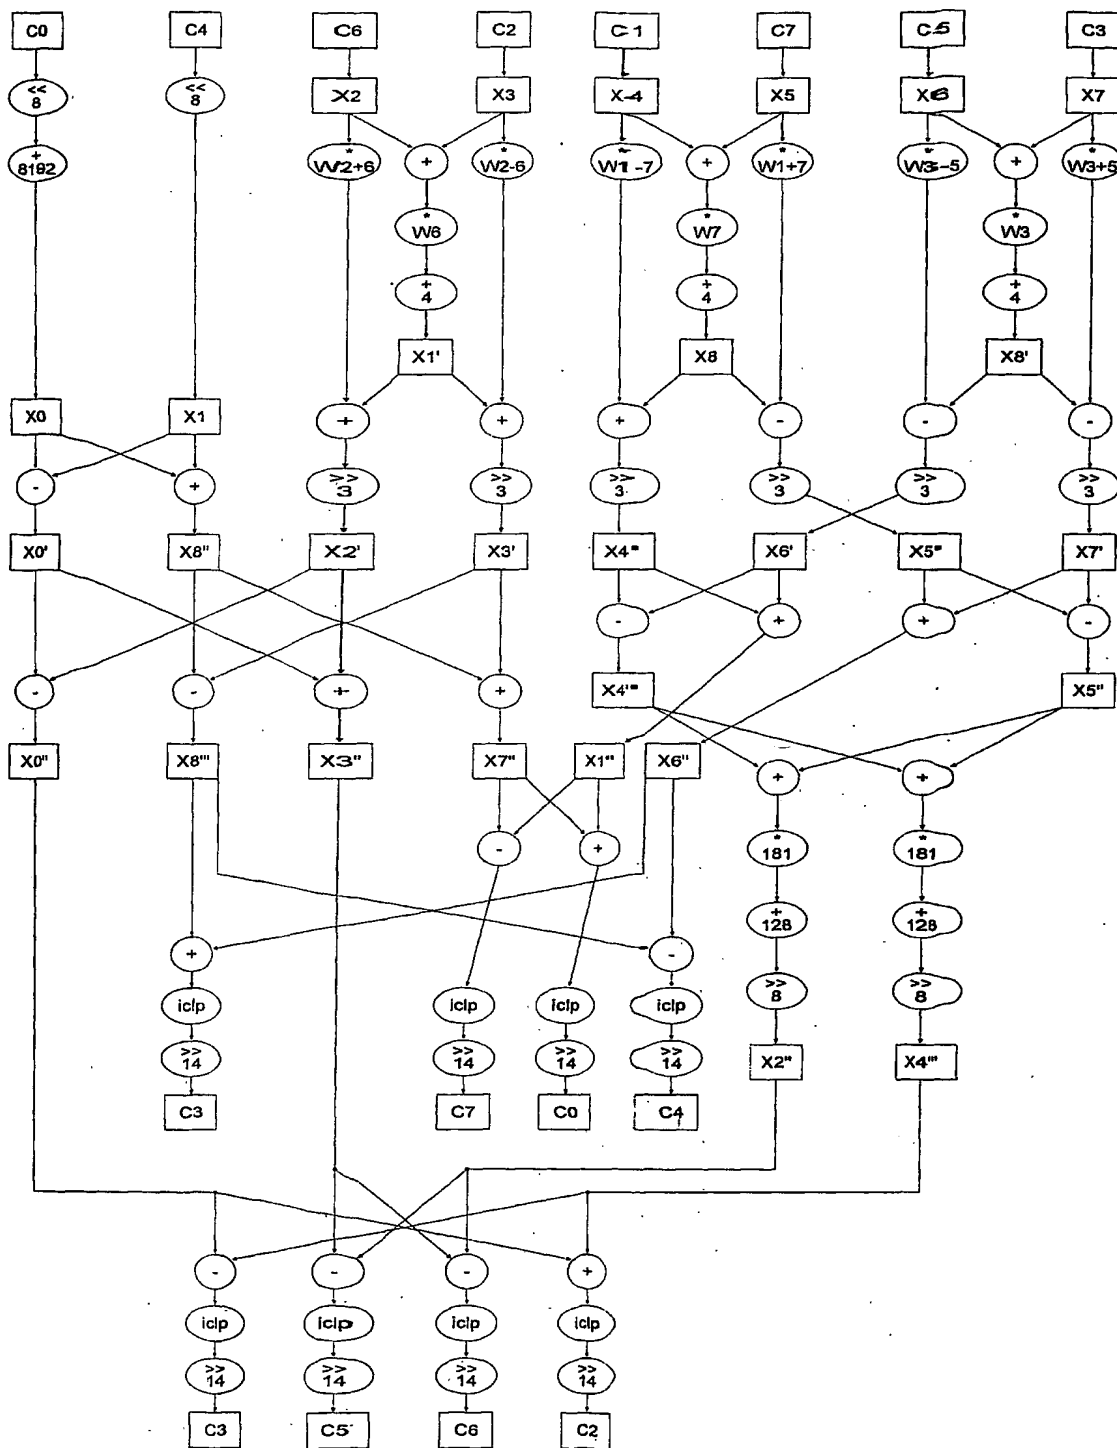 C0 C4 C6 C2 C-1 C7 C-5 C3
<< 8 << 8 X2 X3 X-4 X5 X6 X7
+ 8192 * W2+6 + * W2-6 * W1-7 + * W1+7 * W3-5 + * W3+5
* W6 * W7 * W3
+ 4 + 4 + 4
X1' X8 X8'
X0 X1 + + + - - -
- + >> 3 >> 3 >> 3 >> 3 >> 3 >> 3
X0' X8" X2' X3' X4" X6' X5" X7'
- + + -
- - + + X4'" X5"
X0" X8'" X3" X7" X1" X6" + +
- + * 181 * 181
+ - + 128 + 128
iclp iclp iclp iclp >> 8 >> 8
>> 14 >> 14 >> 14 >> 14 X2" X4'"
C3 C7 C0 C4
- - - +
iclp iclp iclp iclp
>> 14 >> 14 >> 14 >> 14
C3 C5 C6 C2